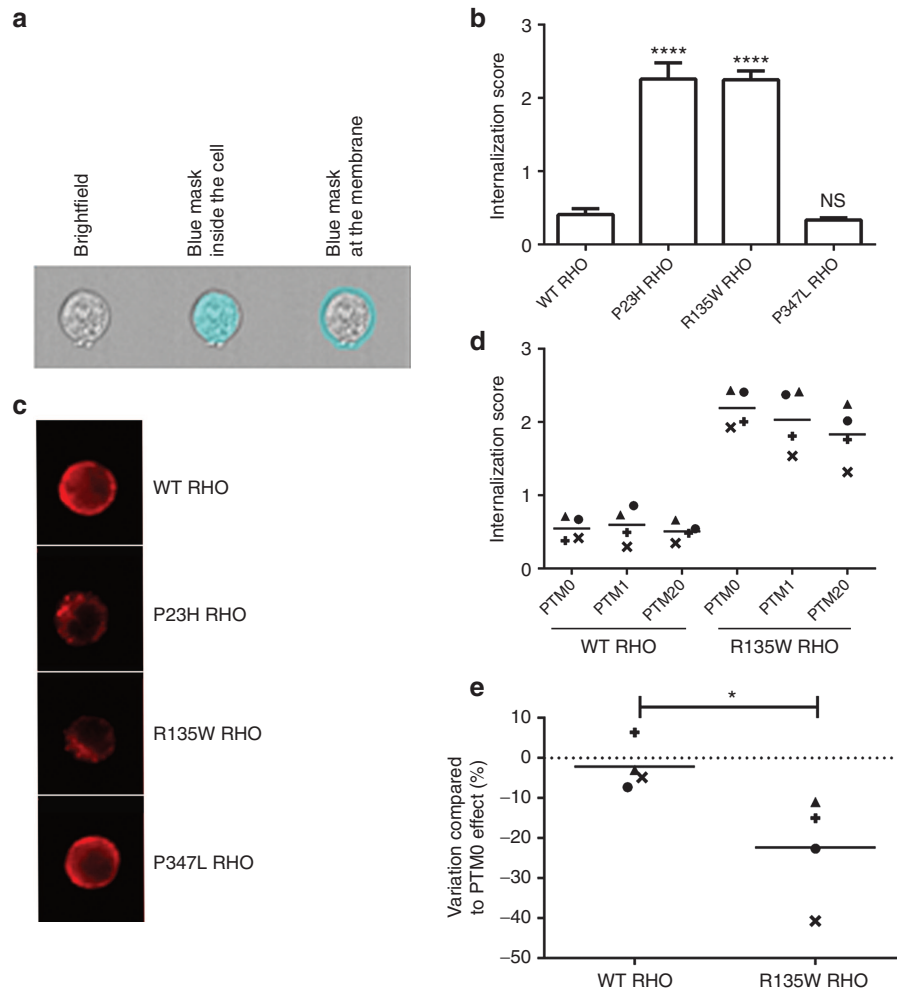 a
Brightfield
Blue mask
inside the cell
Blue mask
at the membrane
b
Internalization score
3
2
1
0
****
****
NS
WT RHO
P23H RHO
R135W RHO
P347L RHO
c
WT RHO
P23H RHO
R135W RHO
P347L RHO
d
Internalization score
3
2
1
0
PTM0
PTM1
PTM20
PTM0
PTM1
PTM20
WT RHO
R135W RHO
e
Variation compared
to PTM0 effect (%)
*
10
0
−10
−20
−30
−40
−50
WT RHO
R135W RHO